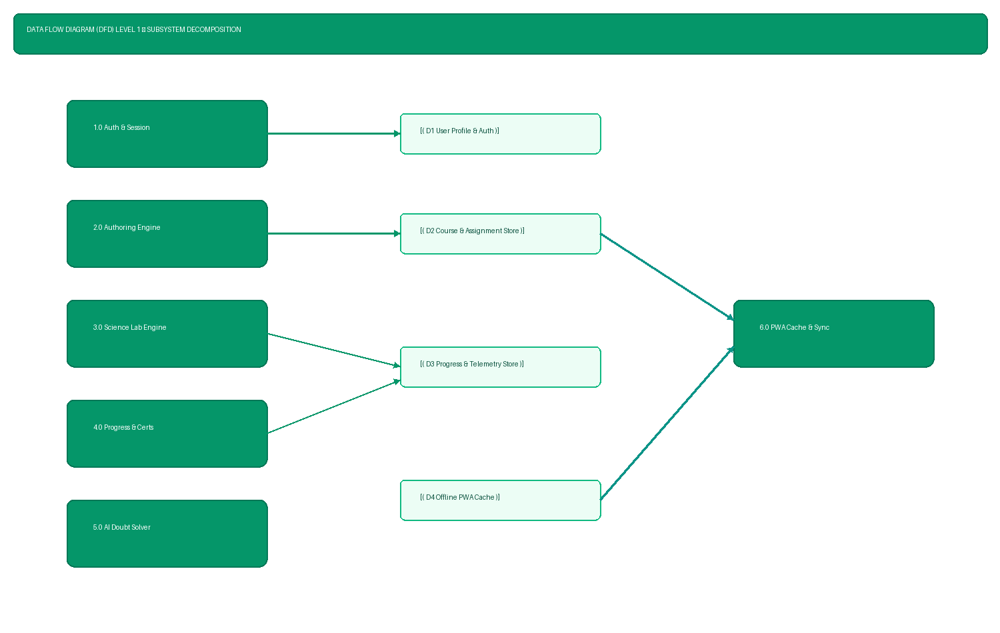 DATA FLOW DIAGRAM (DFD) LEVEL 1 SUBSYSTEM DECOMPOSITION
1.0 Auth & Session
[( D1 User Profile & Auth )]
2.0 Authoring Engine
[( D2 Course & Assignment Store )]
3.0 Science Lab Engine
6.0 PWA Cache & Sync
[( D3 Progress & Telemetry Store )]
4.0 Progress & Certs
[( D4 Offline PWA Cache )]
5.0 AI Doubt Solver